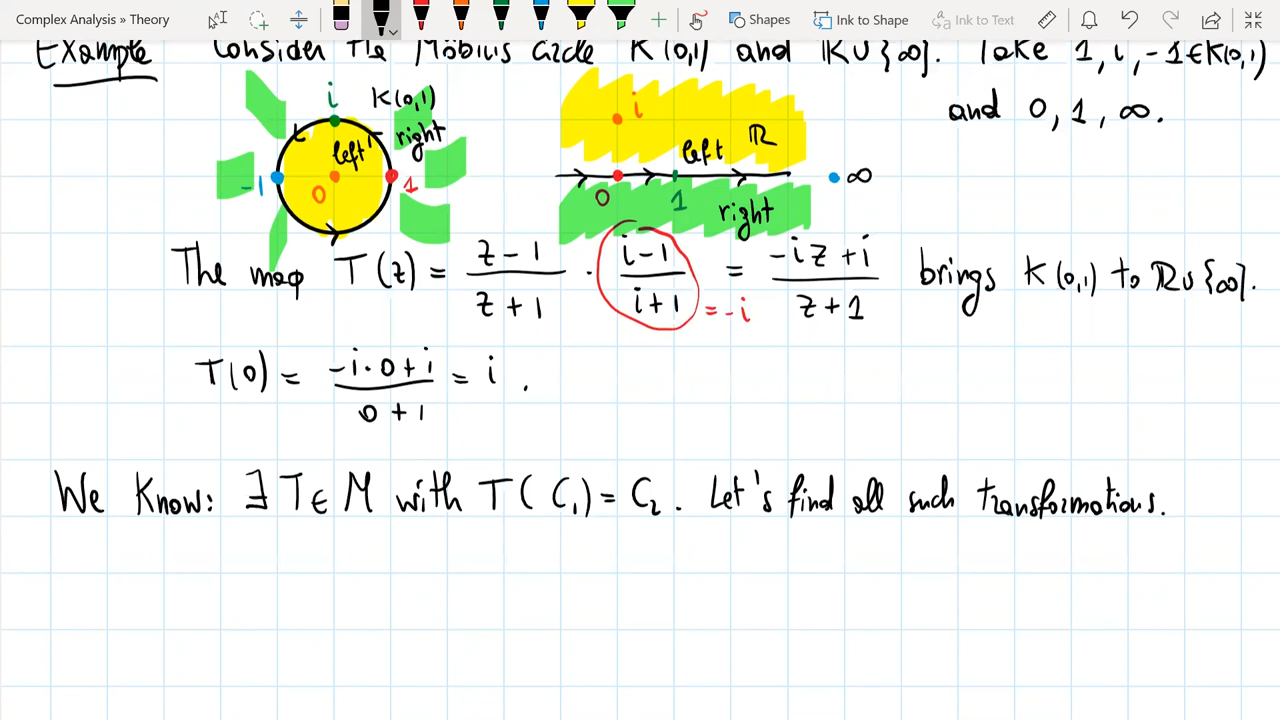 Complex Analysis » Theory
Shapes
Ink to Shape
Ink to Text
Example Consider the Möbius circle K(0,1) and ℝ∪{∞}. Take 1, i, -1 ∈ K(0,1)
and 0, 1, ∞.
i K(0,1)
right
left
-1 0 1
i
left ℝ
0 1 ∞
right
The map T(z) = (z-1)/(z+1) · (i-1)/(i+1) = (-iz+i)/(z+1) brings K(0,1) to ℝ∪{∞}.
= -i
T(0) = (-i·0+i)/(0+1) = i .
We know: ∃ T ∈ M with T(C₁) = C₂. Let's find all such transformations.